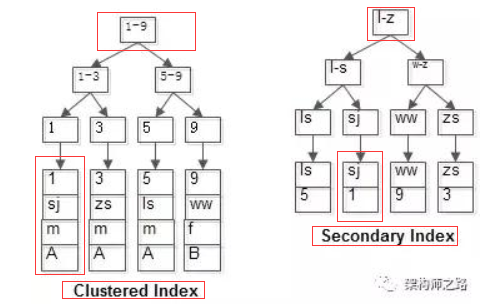 1-9
1-3
5-9
1
3
5
9
1
3
5
9
sj
zs
ls
ww
m
m
m
f
A
A
A
B
Clustered Index
l-z
l-s
w-z
ls
sj
ww
zs
ls
sj
ww
zs
5
1
9
3
Secondary Index
架构师之路